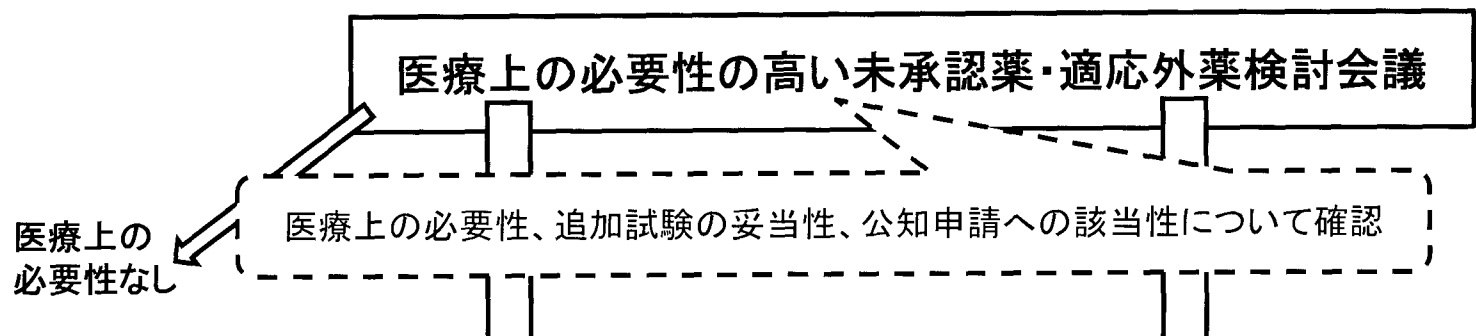 医療上の必要性の高い未承認薬・適応外薬検討会議
医療上の必要性、追加試験の妥当性、公知申請への該当性について確認
医療上の
必要性なし